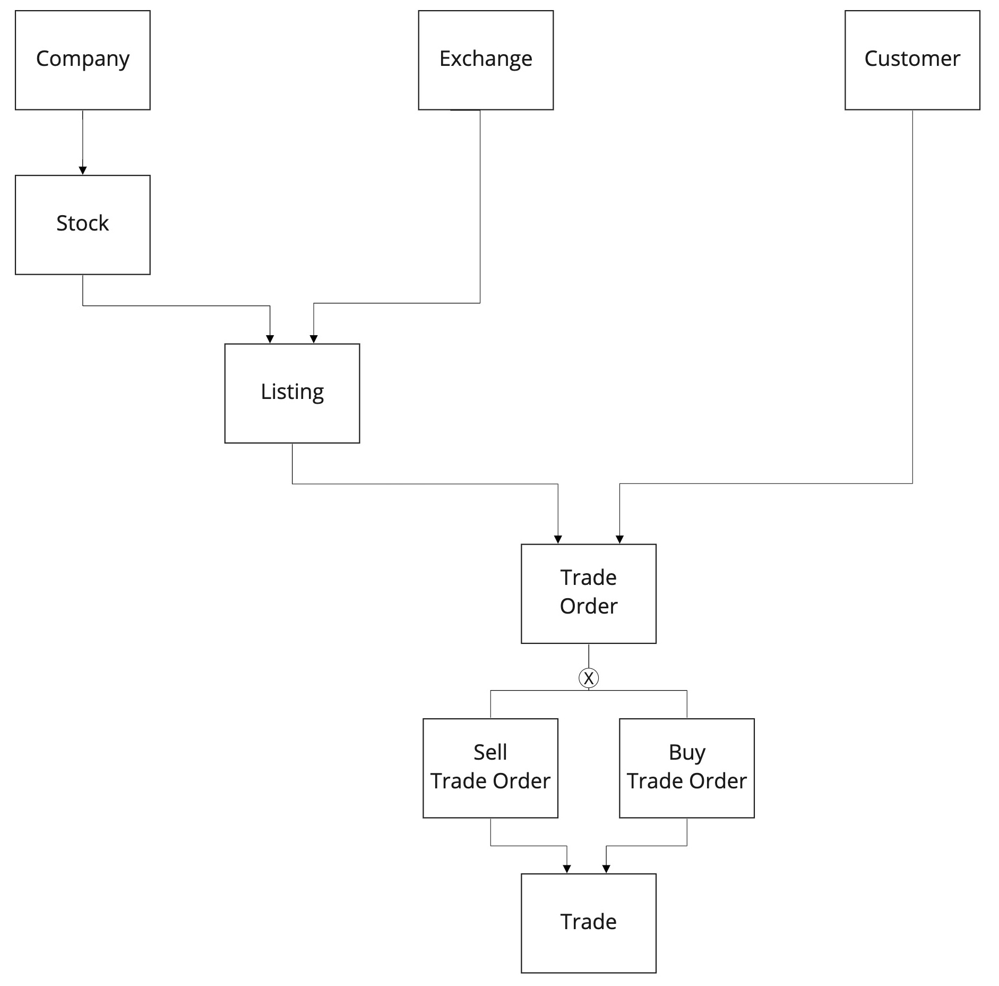 Company
Exchange
Customer
Stock
Listing
Trade
Order
X
Sell
Trade Order
Buy
Trade Order
Trade